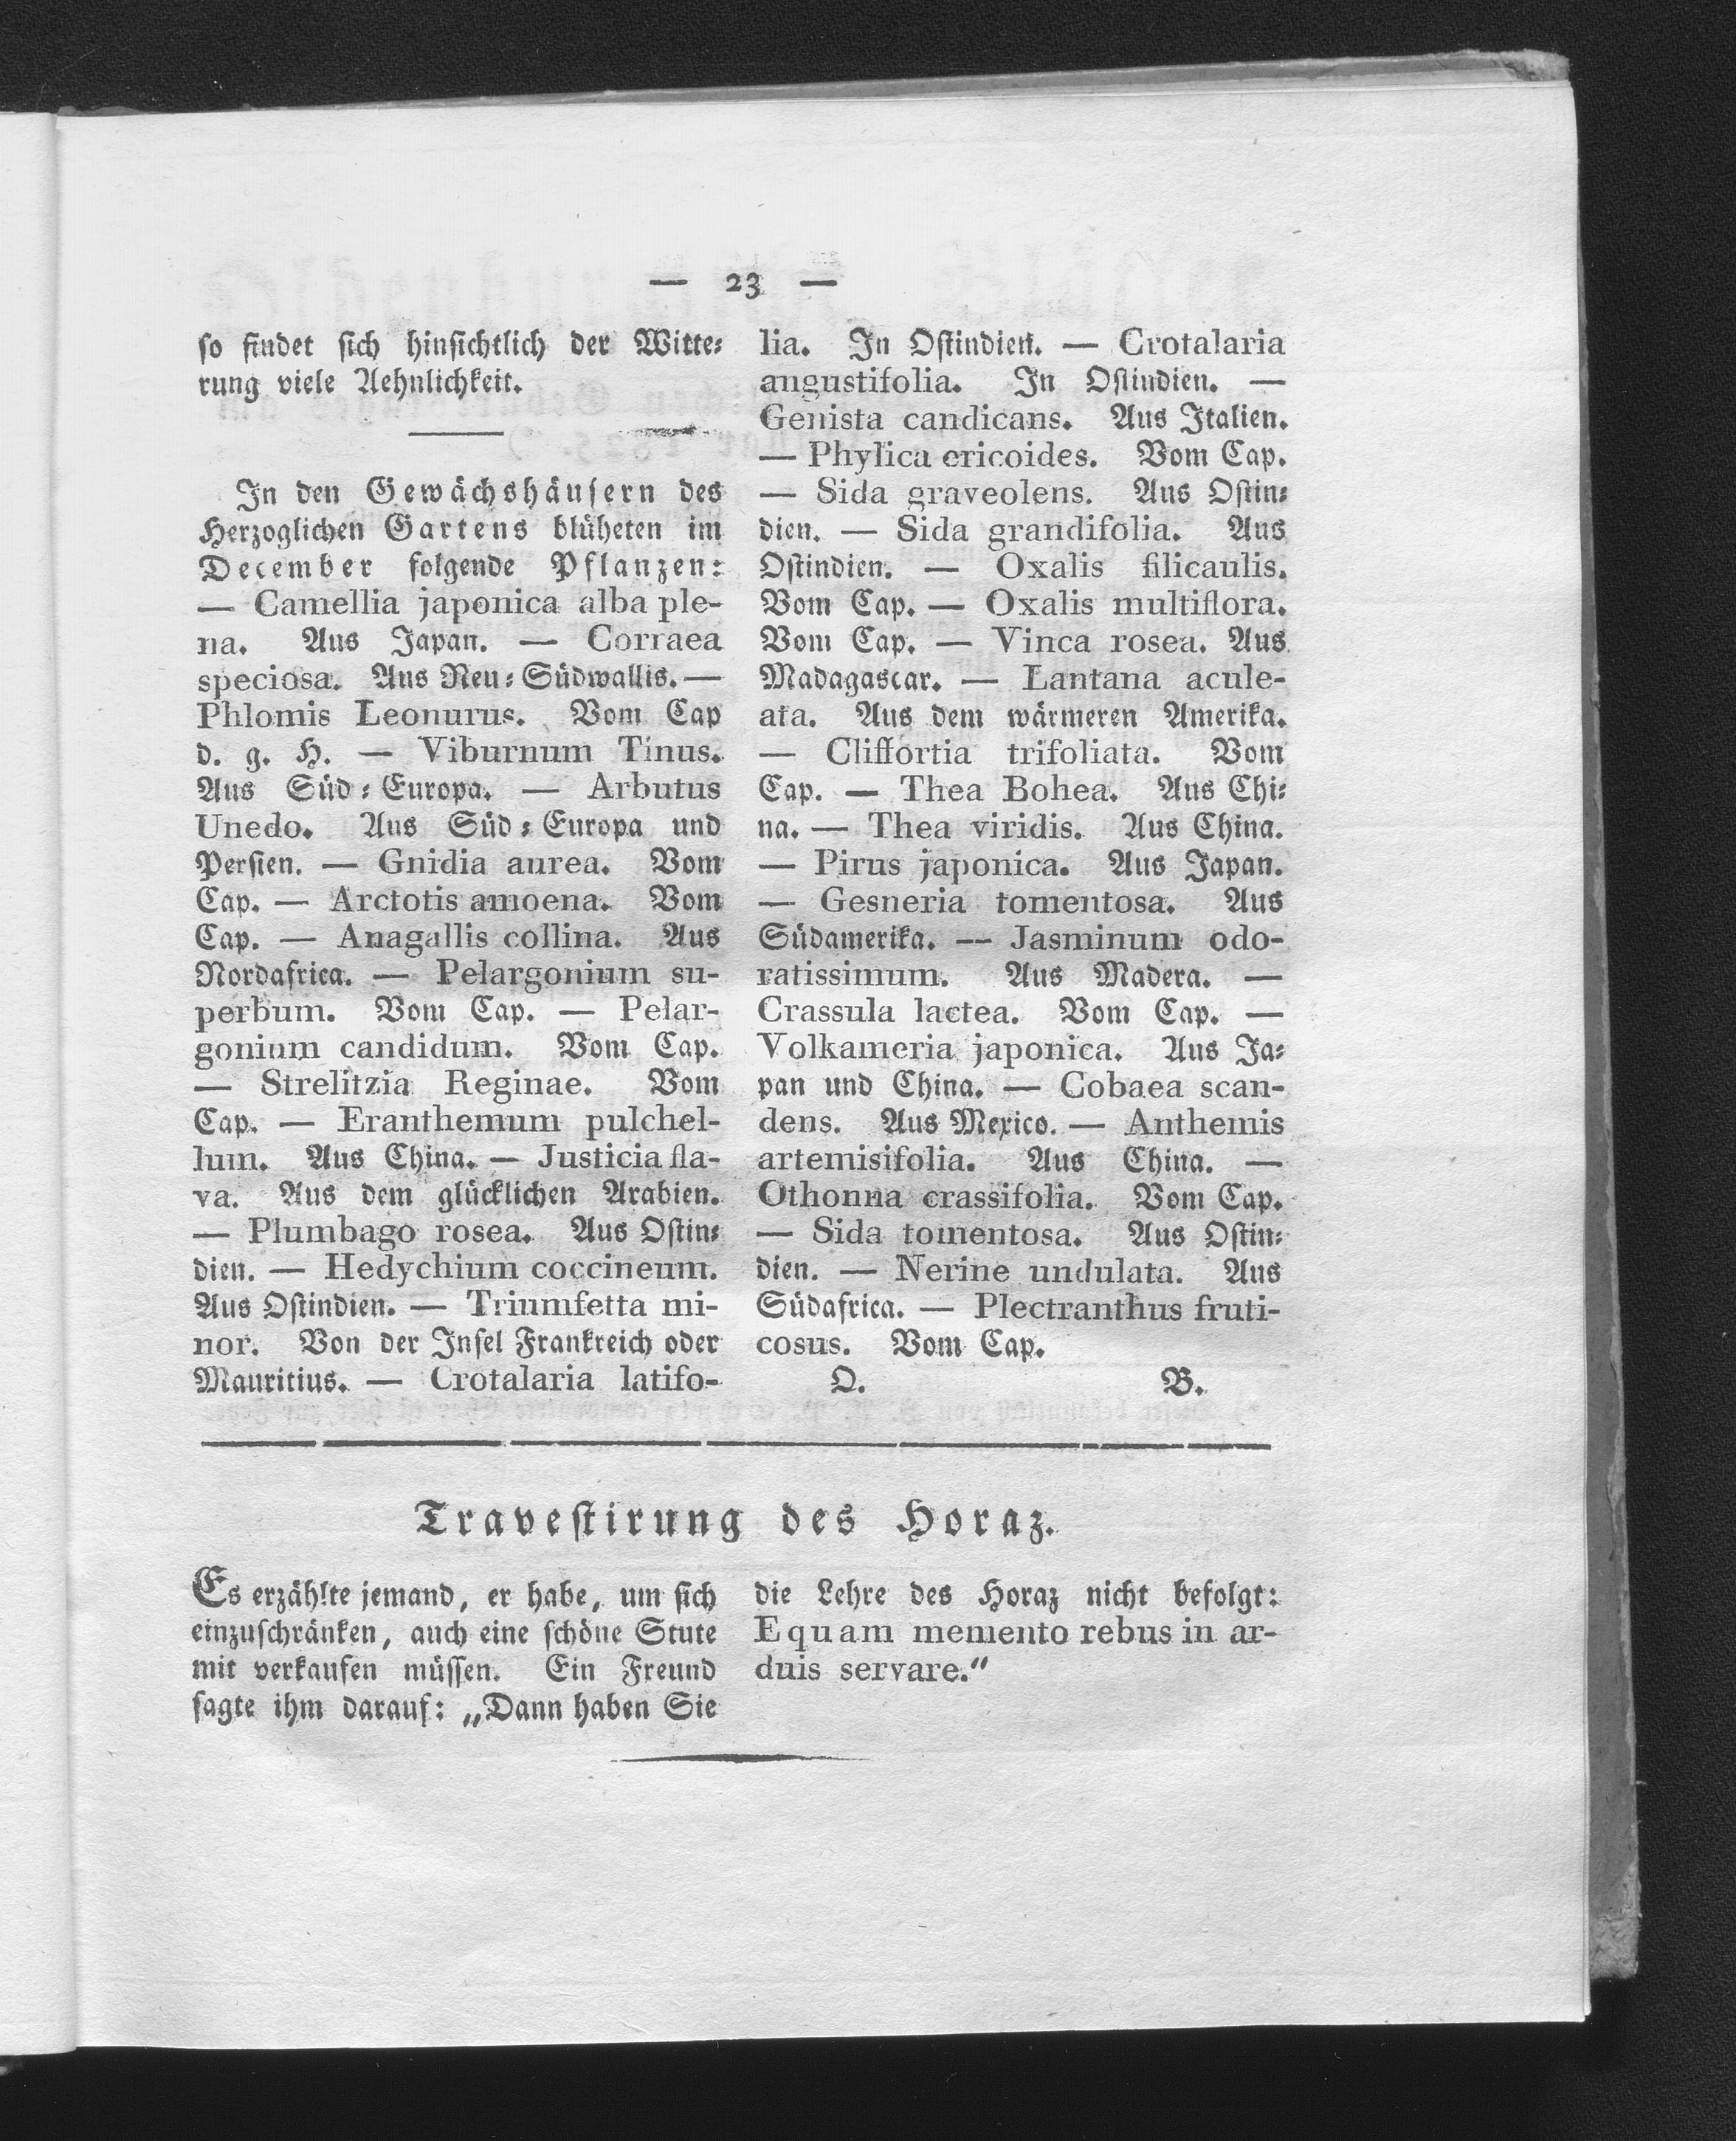 — 23 —
so findet sich hinsichtlich der Witte-
rung viele Aehnlichkeit.
In den Gewächshäusern des
Herzoglichen Gartens blüheten im
December folgende Pflanzen:
— Camellia japonica alba ple-
na. Aus Japan. — Corraea
speciosa. Aus Neu-Südwallis. —
Phlomis Leonurus. Vom Cap
d. g. H. — Viburnum Tinus.
Aus Süd-Europa. — Arbutus
Unedo. Aus Süd-Europa und
Persien. — Gnidia aurea. Vom
Cap. — Arctotis amoena. Vom
Cap. — Anagallis collina. Aus
Nordafrica. — Pelargonium su-
perbum. Vom Cap. — Pelar-
gonium candidum. Vom Cap.
— Strelitzia Reginae. Vom
Cap. — Eranthemum pulchel-
lum. Aus China. — Justicia fla-
va. Aus dem glücklichen Arabien.
— Plumbago rosea. Aus Ostin-
dien. — Hedychium coccineum.
Aus Ostindien. — Triumfetta mi-
nor. Von der Insel Frankreich oder
Mauritius. — Crotalaria latifo-
lia. In Ostindien. — Crotalaria
angustifolia. In Ostindien. —
Genista candicans. Aus Italien.
— Phylica ericoides. Vom Cap.
— Sida graveolens. Aus Ostin-
dien. — Sida grandifolia. Aus
Ostindien. — Oxalis filicaulis.
Vom Cap. — Oxalis multiflora.
Vom Cap. — Vinca rosea. Aus
Madagascar. — Lantana acule-
ata. Aus dem wärmeren Amerika.
— Cliffortia trifoliata. Vom
Cap. — Thea Bohea. Aus Chi-
na. — Thea viridis. Aus China.
— Pirus japonica. Aus Japan.
— Gesneria tomentosa. Aus
Südamerika. — Jasminum odo-
ratissimum. Aus Madera. —
Crassula lactea. Vom Cap. —
Volkameria japonica. Aus Ja-
pan und China. — Cobaea scan-
dens. Aus Mexico. — Anthemis
artemisifolia. Aus China. —
Othonna crassifolia. Vom Cap.
— Sida tomentosa. Aus Ostin-
dien. — Nerine undulata. Aus
Südafrica. — Plectranthus fruti-
cosus. Vom Cap.
O. B.
Travestirung des Horaz.
Es erzählte jemand, er habe, um sich
einzuschränken, auch eine schöne Stute
mit verkaufen müssen. Ein Freund
sagte ihm darauf: „Dann haben Sie
die Lehre des Horaz nicht befolgt:
Equam memento rebus in ar-
duis servare.“